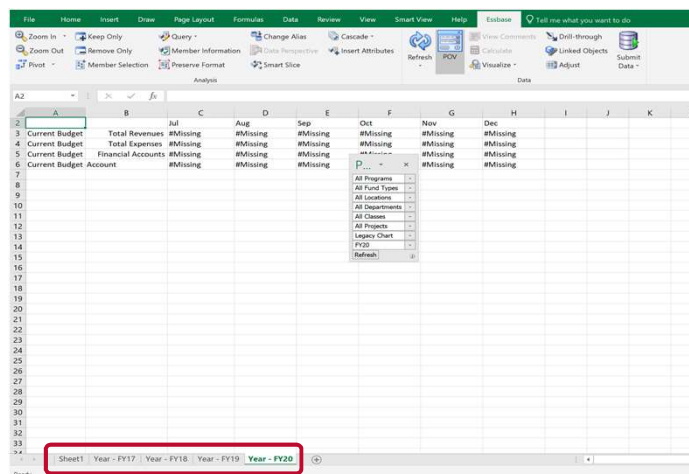 File Home Insert Draw Page Layout Formulas Data Review View Smart View Help Essbase Tell me what you want to do
Zoom In Keep Only Query Change Alias Cascade View Comments Drill-through
Zoom Out Remove Only Member Information Data Perspective Insert Attributes Refresh POV Calculate Linked Objects Submit
Pivot Member Selection Preserve Format Smart Slice Visualize Adjust Data
Analysis Data
A2 fx
A B C D E F G H I J K
2 Jul Aug Sep Oct Nov Dec
3 Current Budget Total Revenues #Missing #Missing #Missing #Missing #Missing #Missing
4 Current Budget Total Expenses #Missing #Missing #Missing #Missing #Missing #Missing
5 Current Budget Financial Accounts #Missing #Missing #Missing #Missing #Missing #Missing
6 Current Budget Account #Missing #Missing #Missing #Missing #Missing
P...
All Programs
All Fund Types
All Locations
All Departments
All Classes
All Projects
Legacy Chart
FY20
Refresh
7
8
9
10
11
12
13
14
15
16
17
18
19
20
21
22
23
24
25
26
27
28
29
30
31
32
33
Sheet1 Year - FY17 Year - FY18 Year - FY19 Year - FY20